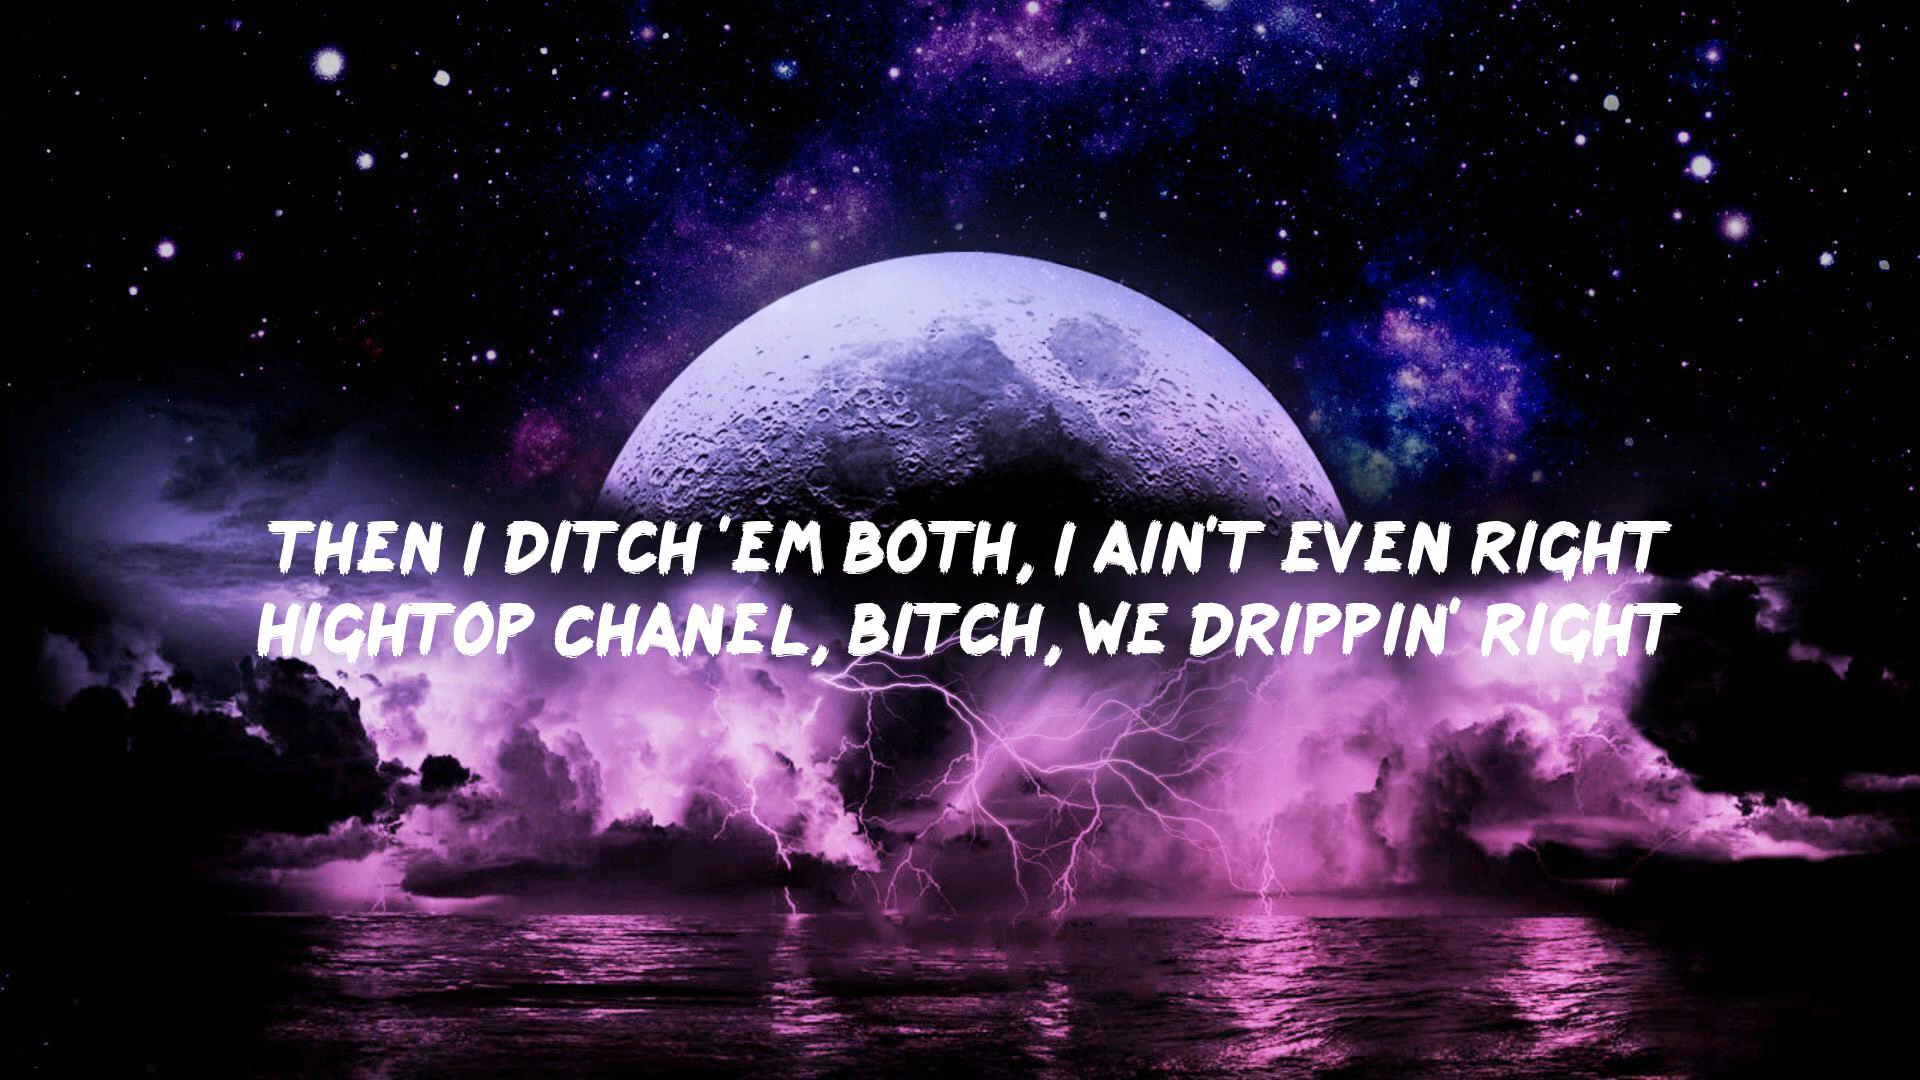 THEN I DITCH 'EM BOTH, I AIN'T EVEN RIGHT
HIGHTOP CHANEL, BITCH, WE DRIPPIN' RIGHT